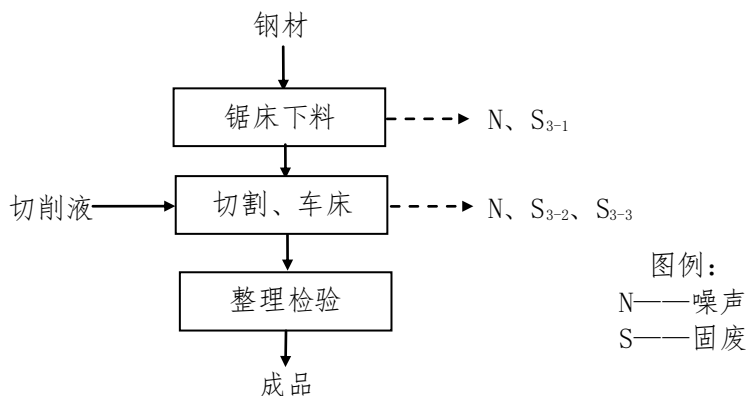 钢材
锯床下料
N、S3-1
切削液
切割、车床
N、S3-2、S3-3
整理检验
成品
图例：
N——噪声
S——固废